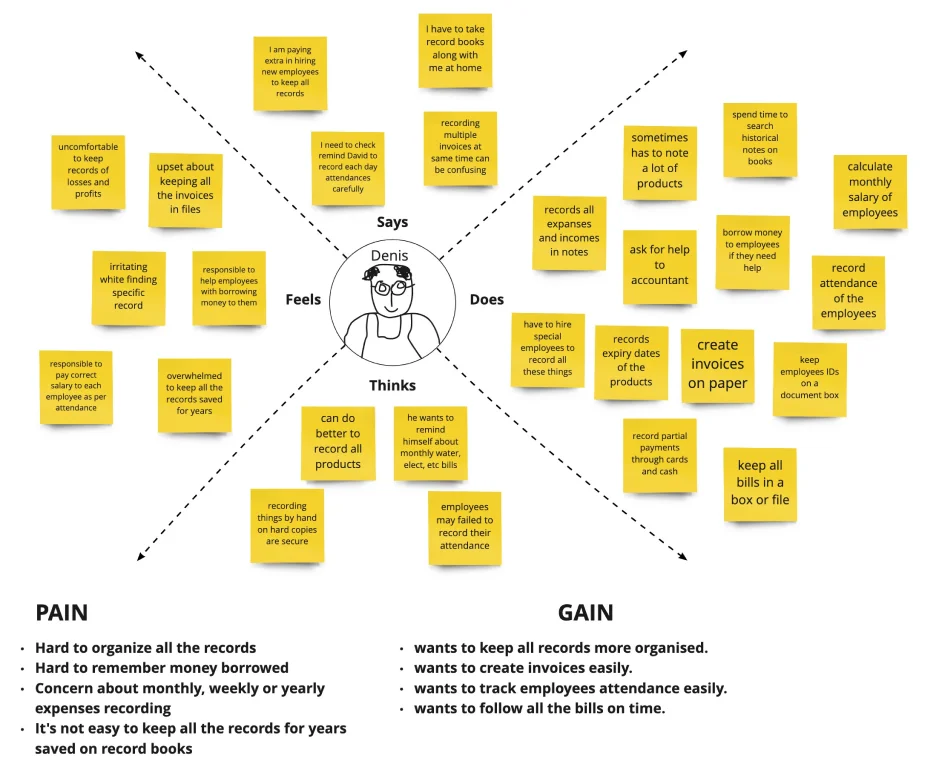 I am paying
extra in hiring
new employees
to keep all
records
I have to take
record books
along with
me at home
I need to check
remind David to
record each day
attendances
carefully
recording
multiple
invoices at
same time can
be confusing
Says
uncomfortable
to keep
records of
losses and
profits
upset about
keeping all
the invoices
in files
irritating
white finding
specific
record
responsible to
help employees
with borrowing
money to them
responsible to
pay correct
salary to each
employee as per
attendance
overwhelmed
to keep all the
records saved
for years
Feels
Denis
Does
sometimes
has to note
a lot of
products
spend time to
search
historical
notes on
books
calculate
monthly
salary of
employees
records all
expanses
and incomes
in notes
ask for help
to
accountant
borrow money
to employees
if they need
help
record
attendance
of the
employees
have to hire
special
employees to
record all
these things
records
expiry dates
of the
products
create
invoices
on paper
keep
employees IDs
on a
document box
record partial
payments
through cards
and cash
keep all
bills in a
box or file
Thinks
can do
better to
record all
products
he wants to
remind
himself about
monthly water,
elect, etc bills
recording
things by hand
on hard copies
are secure
employees
may failed to
record their
attendance
PAIN
• Hard to organize all the records
• Hard to remember money borrowed
• Concern about monthly, weekly or yearly
expenses recording
• It's not easy to keep all the records for years
saved on record books
GAIN
• wants to keep all records more organised.
• wants to create invoices easily.
• wants to track employees attendance easily.
• wants to follow all the bills on time.